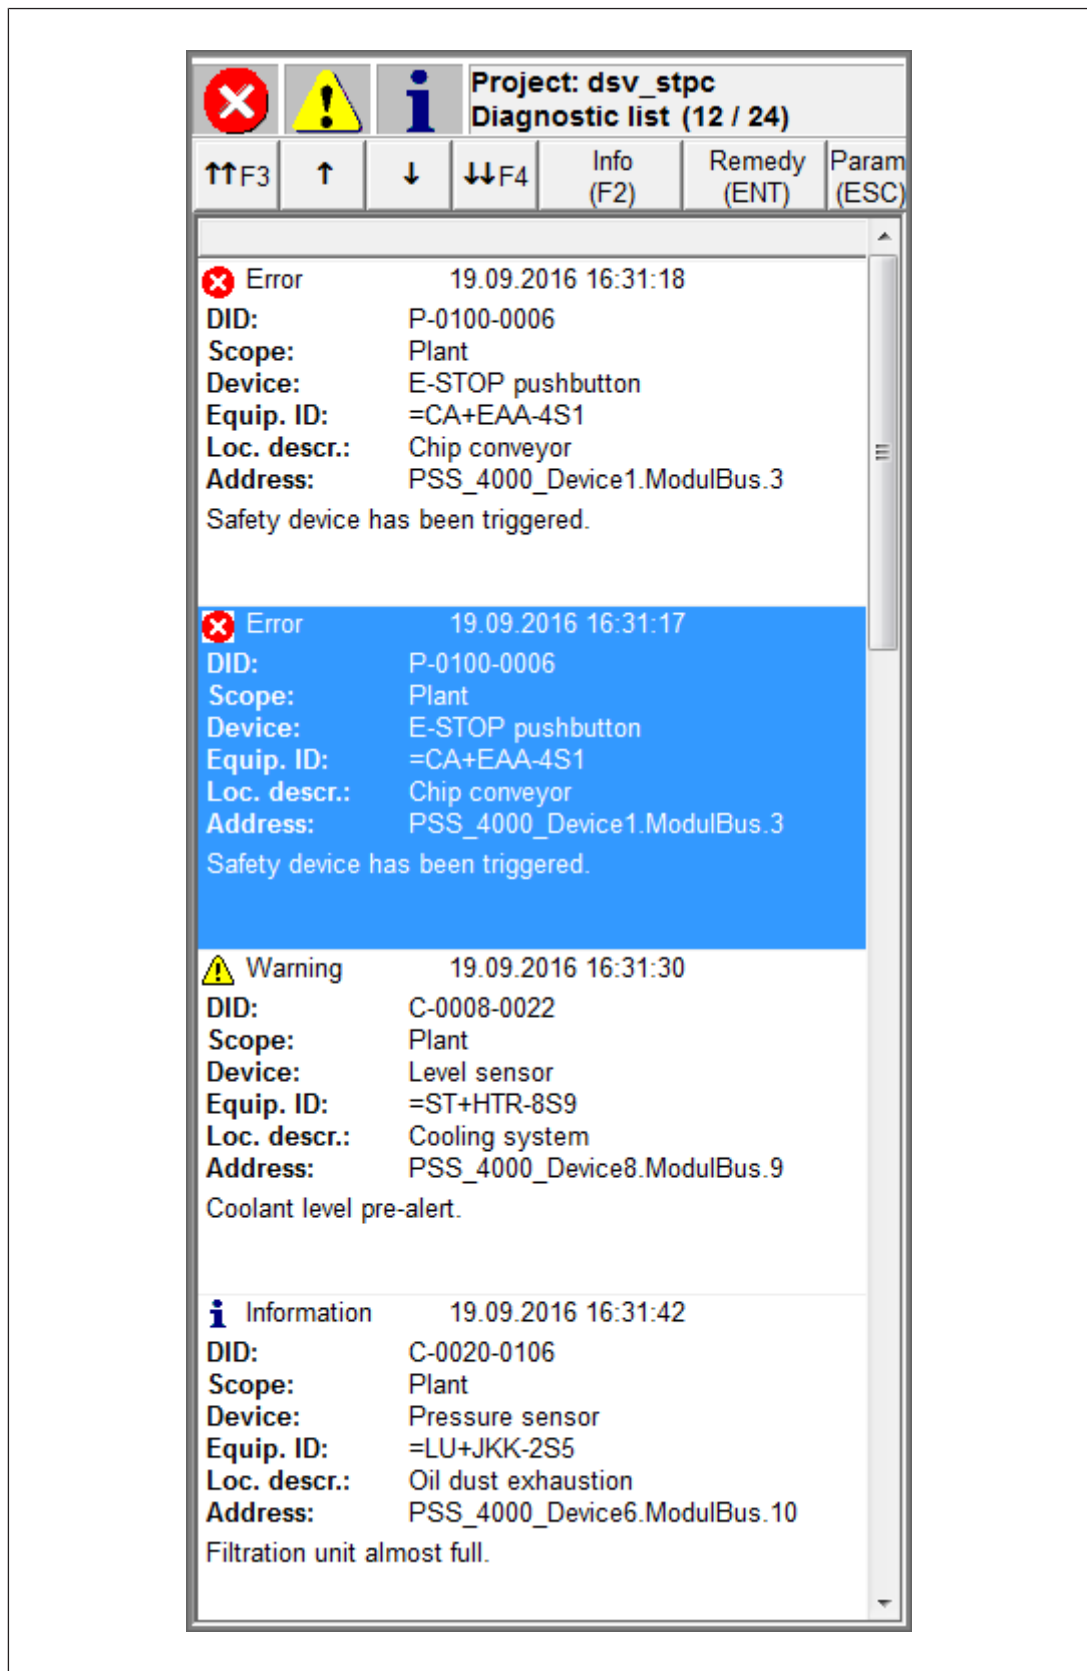 Project: dsv_stpc
Diagnostic list (12 / 24)
↑↑F3 ↑ ↓ ↓↓F4 Info (F2) Remedy (ENT) Param (ESC)
Error 19.09.2016 16:31:18
DID: P-0100-0006
Scope: Plant
Device: E-STOP pushbutton
Equip. ID: =CA+EAA-4S1
Loc. descr.: Chip conveyor
Address: PSS_4000_Device1.ModulBus.3
Safety device has been triggered.
Error 19.09.2016 16:31:17
DID: P-0100-0006
Scope: Plant
Device: E-STOP pushbutton
Equip. ID: =CA+EAA-4S1
Loc. descr.: Chip conveyor
Address: PSS_4000_Device1.ModulBus.3
Safety device has been triggered.
Warning 19.09.2016 16:31:30
DID: C-0008-0022
Scope: Plant
Device: Level sensor
Equip. ID: =ST+HTR-8S9
Loc. descr.: Cooling system
Address: PSS_4000_Device8.ModulBus.9
Coolant level pre-alert.
Information 19.09.2016 16:31:42
DID: C-0020-0106
Scope: Plant
Device: Pressure sensor
Equip. ID: =LU+JKK-2S5
Loc. descr.: Oil dust exhaustion
Address: PSS_4000_Device6.ModulBus.10
Filtration unit almost full.